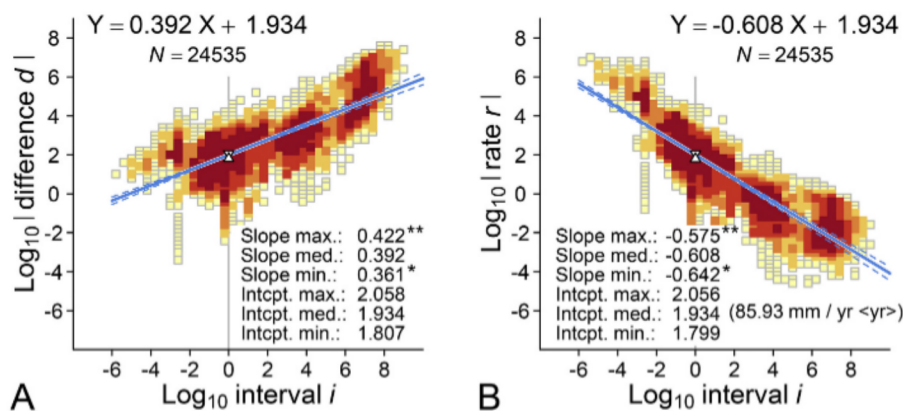 Y = 0.392 X + 1.934
N = 24535
Log10 | difference d |
8
6
4
2
0
-2
-4
-6
Slope max.: 0.422**
Slope med.: 0.392
Slope min.: 0.361*
Intcpt. max.: 2.058
Intcpt. med.: 1.934
Intcpt. min.: 1.807
-6 -4 -2 0 2 4 6 8
Log10 interval i
A
Y = -0.608 X + 1.934
N = 24535
Log10 | rate r |
8
6
4
2
0
-2
-4
-6
Slope max.: -0.575**
Slope med.: -0.608
Slope min.: -0.642*
Intcpt. max.: 2.056
Intcpt. med.: 1.934 (85.93 mm / yr <yr>)
Intcpt. min.: 1.799
-6 -4 -2 0 2 4 6 8
Log10 interval i
B